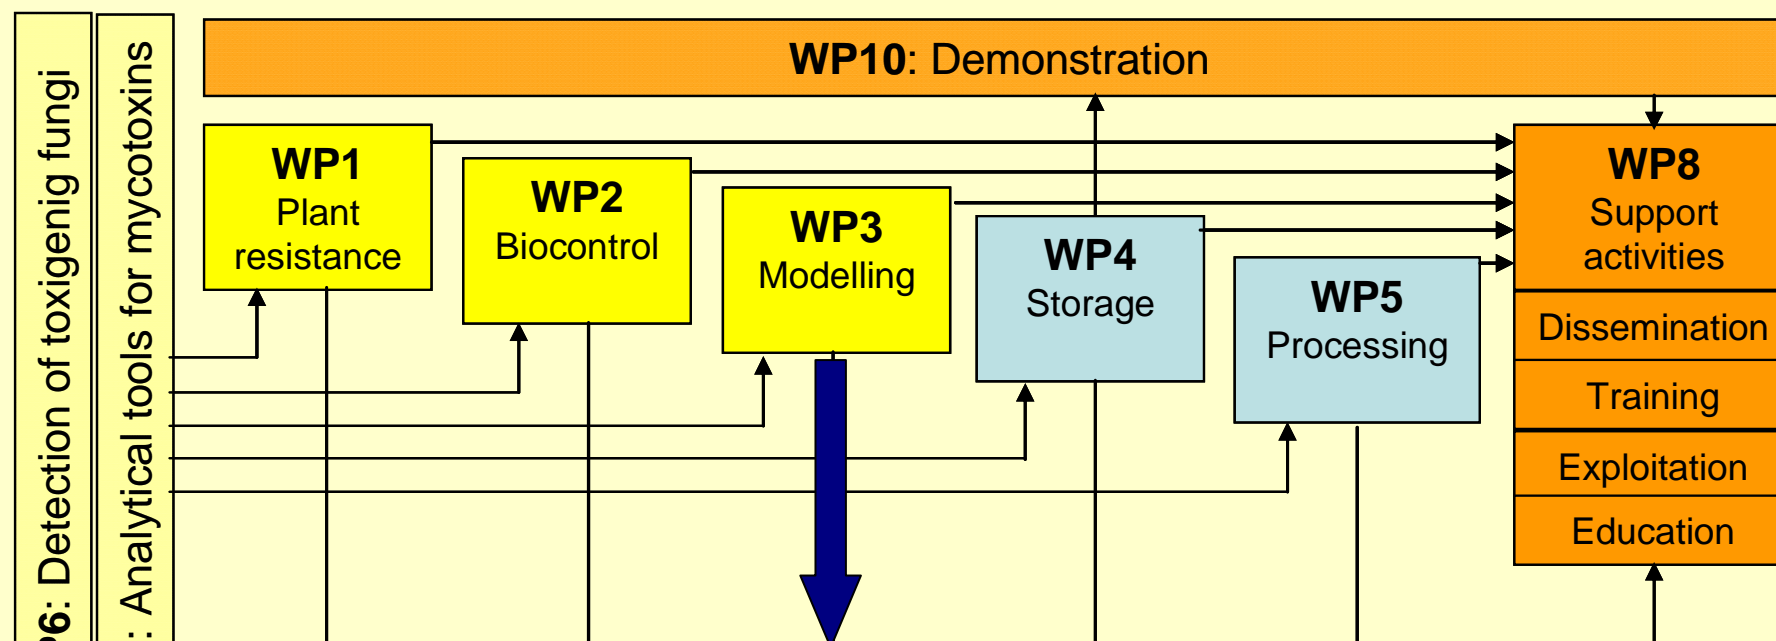 P6: Detection of toxigenig fungi
: Analytical tools for mycotoxins
WP10: Demonstration
WP1
Plant
resistance
WP2
Biocontrol
WP3
Modelling
WP4
Storage
WP5
Processing
WP8
Support
activities
Dissemination
Training
Exploitation
Education